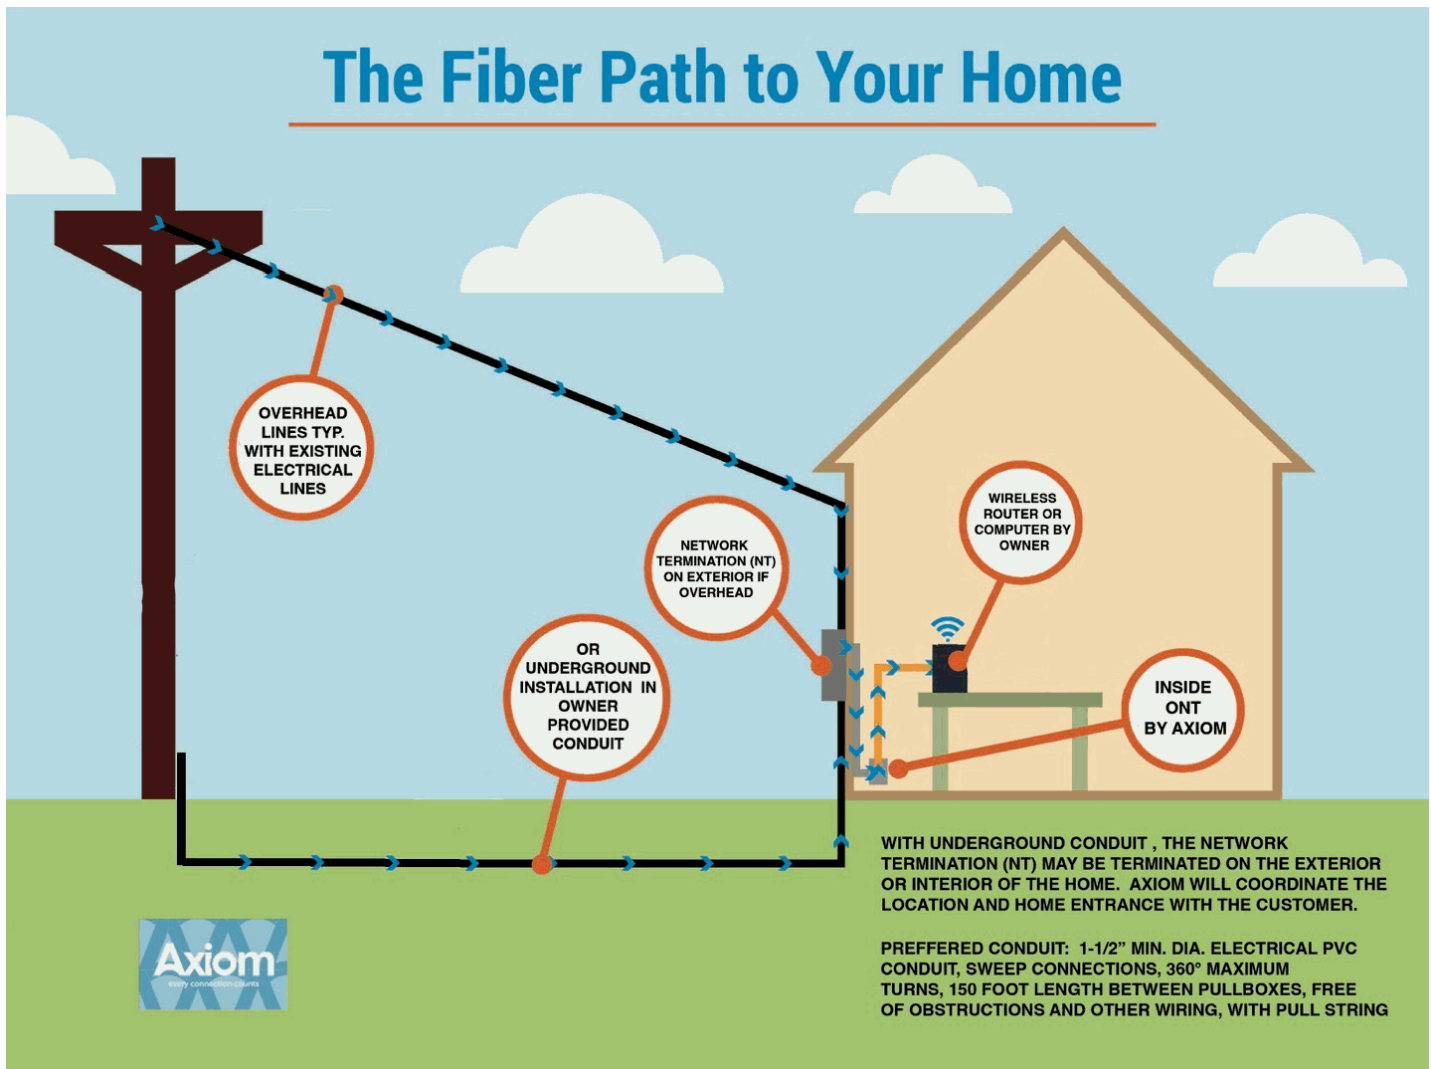 The Fiber Path to Your Home
OVERHEAD
LINES TYP.
WITH EXISTING
ELECTRICAL
LINES
NETWORK
TERMINATION (NT)
ON EXTERIOR IF
OVERHEAD
WIRELESS
ROUTER OR
COMPUTER BY
OWNER
OR
UNDERGROUND
INSTALLATION IN
OWNER
PROVIDED
CONDUIT
INSIDE
ONT
BY AXIOM
WITH UNDERGROUND CONDUIT , THE NETWORK
TERMINATION (NT) MAY BE TERMINATED ON THE EXTERIOR
OR INTERIOR OF THE HOME. AXIOM WILL COORDINATE THE
LOCATION AND HOME ENTRANCE WITH THE CUSTOMER.
PREFFERED CONDUIT: 1-1/2” MIN. DIA. ELECTRICAL PVC
CONDUIT, SWEEP CONNECTIONS, 360° MAXIMUM
TURNS, 150 FOOT LENGTH BETWEEN PULLBOXES, FREE
OF OBSTRUCTIONS AND OTHER WIRING, WITH PULL STRING
Axiom
every connection counts